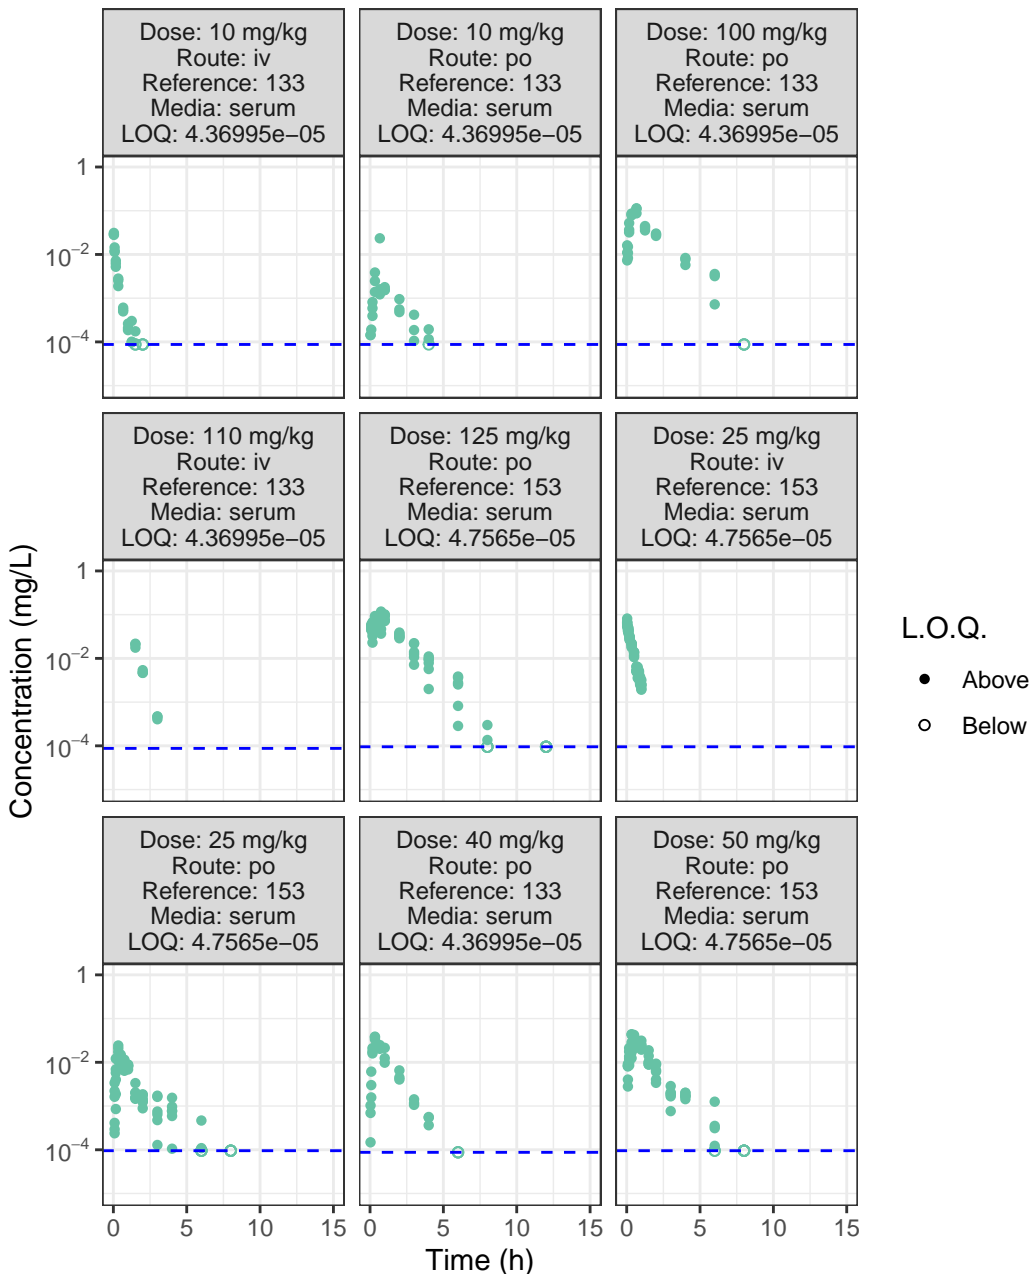 Dose: 10 mg/kg
Route: iv
Reference: 133
Media: serum
LOQ: 4.36995e−05
Dose: 10 mg/kg
Route: po
Reference: 133
Media: serum
LOQ: 4.36995e−05
Dose: 100 mg/kg
Route: po
Reference: 133
Media: serum
LOQ: 4.36995e−05
1
10−2
10−4
Dose: 110 mg/kg
Route: iv
Reference: 133
Media: serum
LOQ: 4.36995e−05
Dose: 125 mg/kg
Route: po
Reference: 153
Media: serum
LOQ: 4.7565e−05
Dose: 25 mg/kg
Route: iv
Reference: 153
Media: serum
LOQ: 4.7565e−05
1
10−2
10−4
Concentration (mg/L)
L.O.Q.
Above
Below
Dose: 25 mg/kg
Route: po
Reference: 153
Media: serum
LOQ: 4.7565e−05
Dose: 40 mg/kg
Route: po
Reference: 133
Media: serum
LOQ: 4.36995e−05
Dose: 50 mg/kg
Route: po
Reference: 153
Media: serum
LOQ: 4.7565e−05
1
10−2
10−4
0 5 10 15 0 5 10 15 0 5 10 15
Time (h)